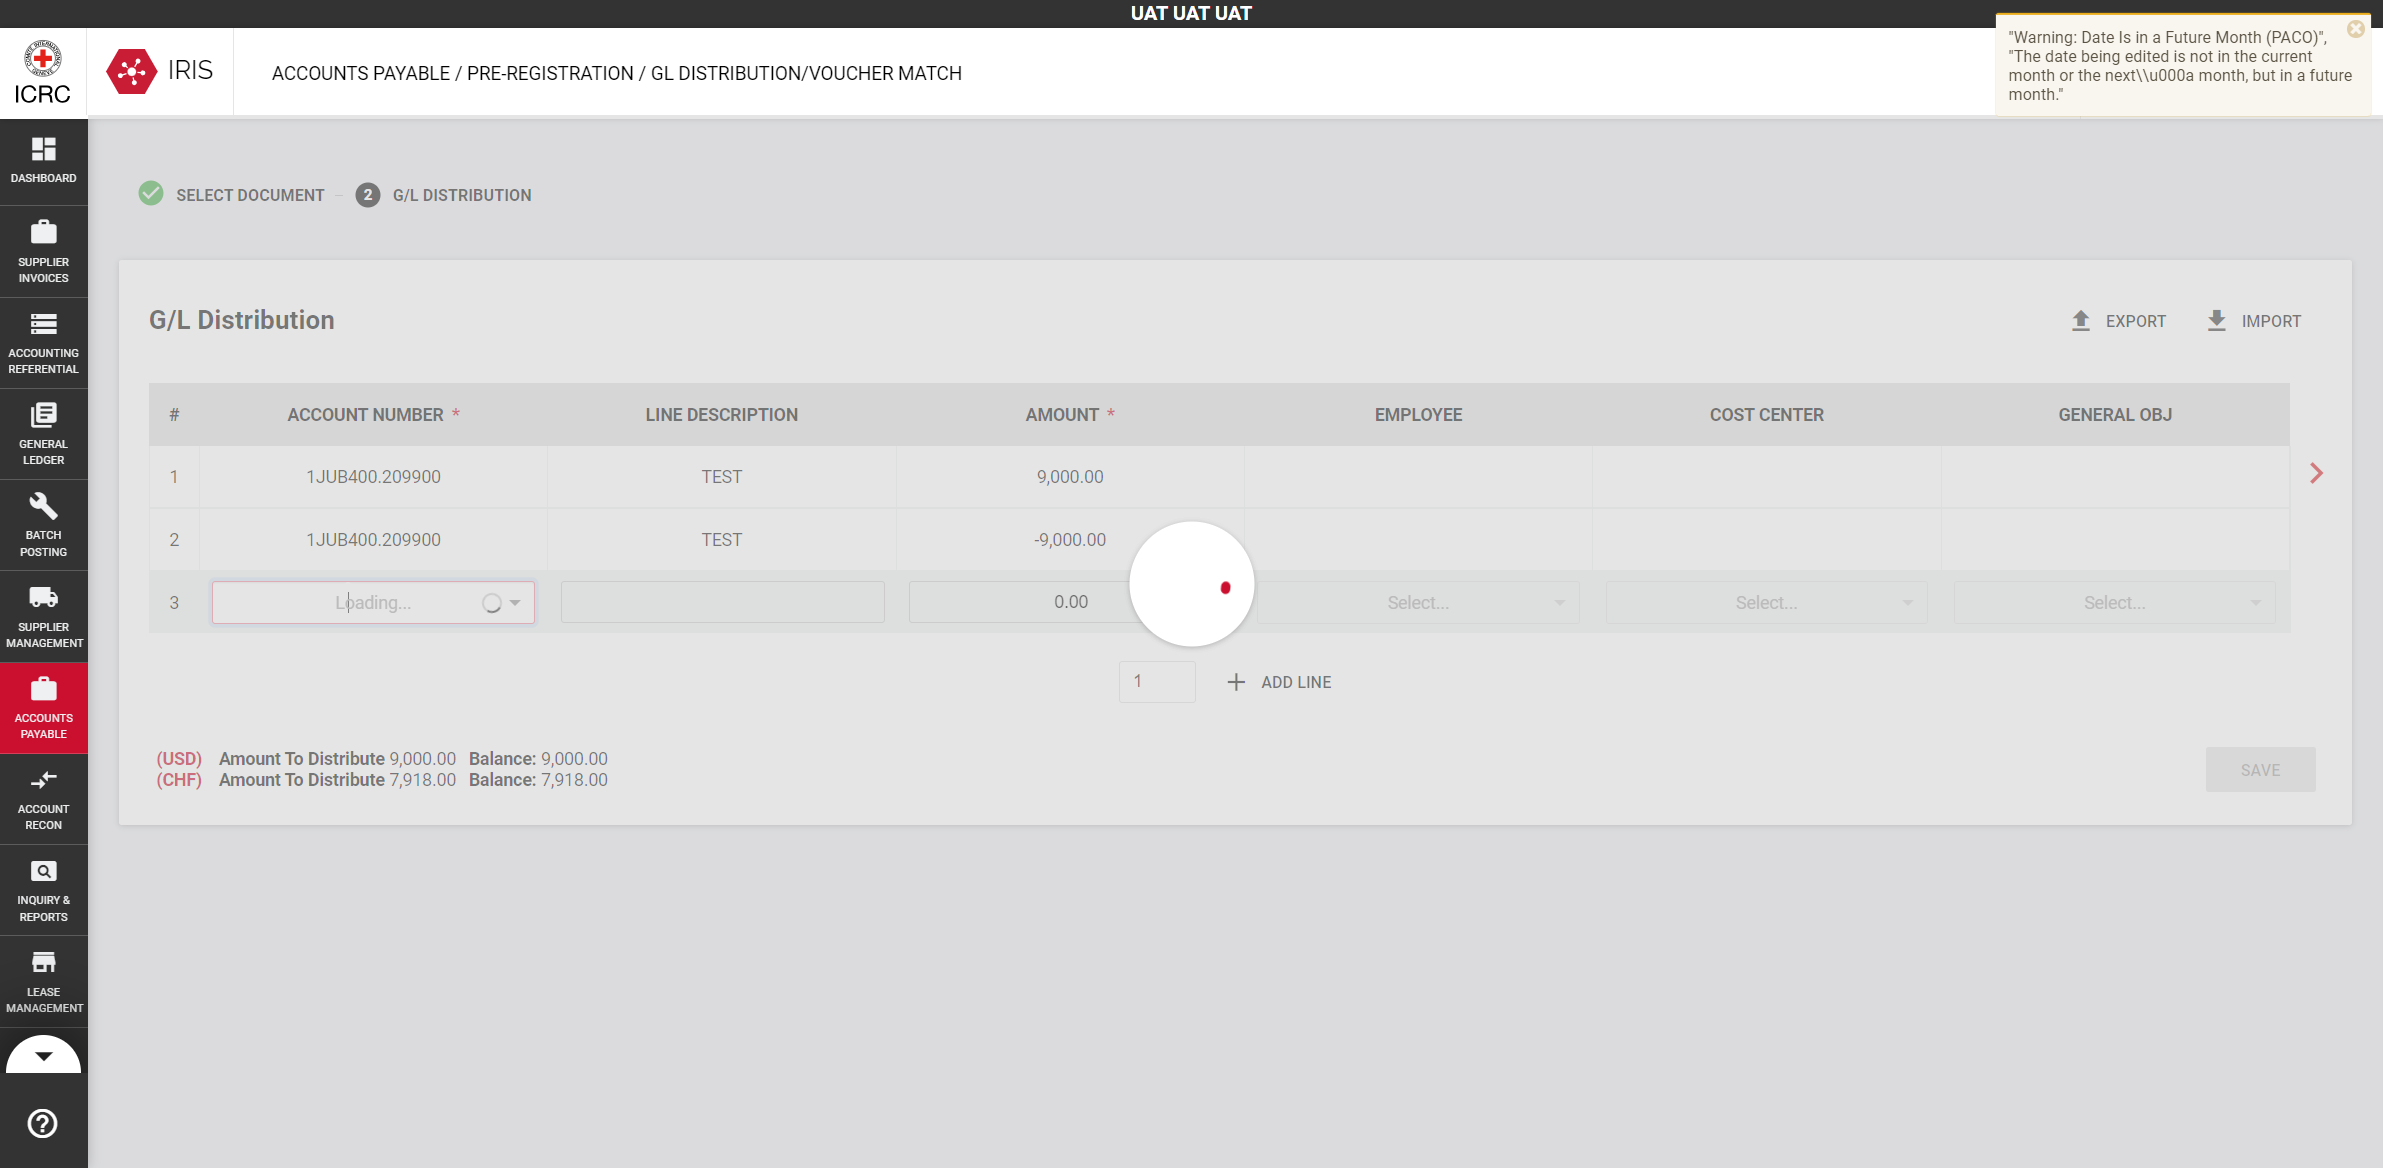 UAT UAT UAT
ICRC
IRIS
ACCOUNTS PAYABLE / PRE-REGISTRATION / GL DISTRIBUTION/VOUCHER MATCH
"Warning: Date Is in a Future Month (PACO)",
"The date being edited is not in the current
month or the next\\u000a month, but in a future
month."
DASHBOARD
SUPPLIER
INVOICES
ACCOUNTING
REFERENTIAL
GENERAL
LEDGER
BATCH
POSTING
SUPPLIER
MANAGEMENT
ACCOUNTS
PAYABLE
ACCOUNT
RECON
INQUIRY &
REPORTS
LEASE
MANAGEMENT
SELECT DOCUMENT
2 G/L DISTRIBUTION
G/L Distribution
EXPORT
IMPORT
# ACCOUNT NUMBER * LINE DESCRIPTION AMOUNT * EMPLOYEE COST CENTER GENERAL OBJ
1 1JUB400.209900 TEST 9,000.00
2 1JUB400.209900 TEST -9,000.00
3 Loading... 0.00 Select... Select... Select...
1 ADD LINE
(USD) Amount To Distribute 9,000.00 Balance: 9,000.00
(CHF) Amount To Distribute 7,918.00 Balance: 7,918.00
SAVE